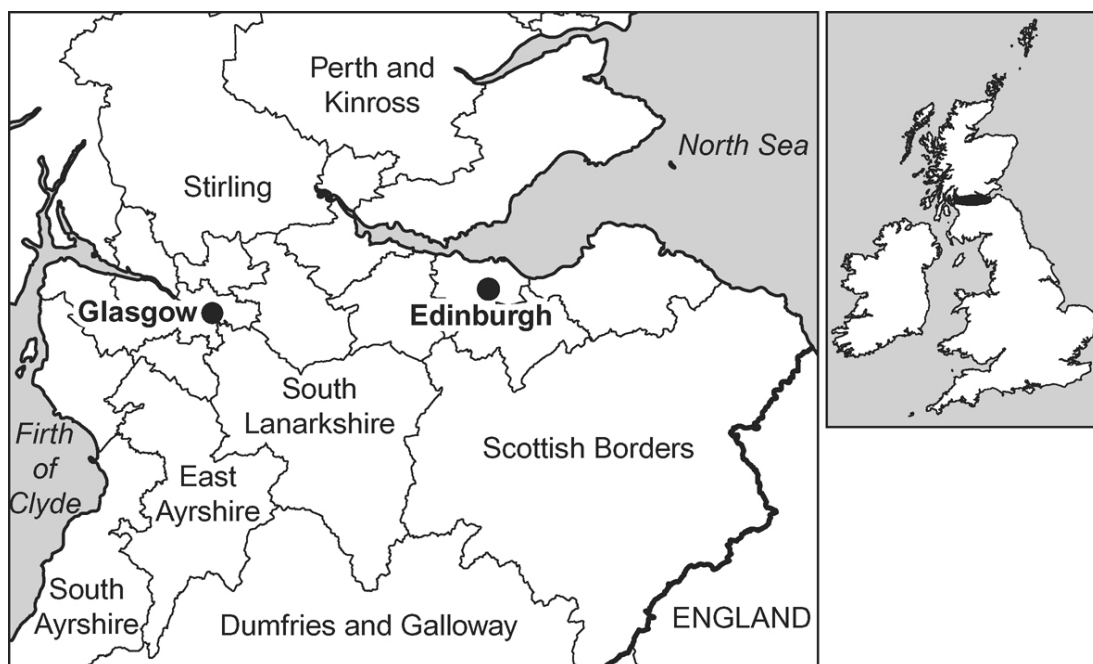 Perth and
Kinross
North Sea
Stirling
Glasgow
Edinburgh
South
Lanarkshire
Firth
of
Clyde
Scottish Borders
East
Ayrshire
South
Ayrshire
Dumfries and Galloway
ENGLAND